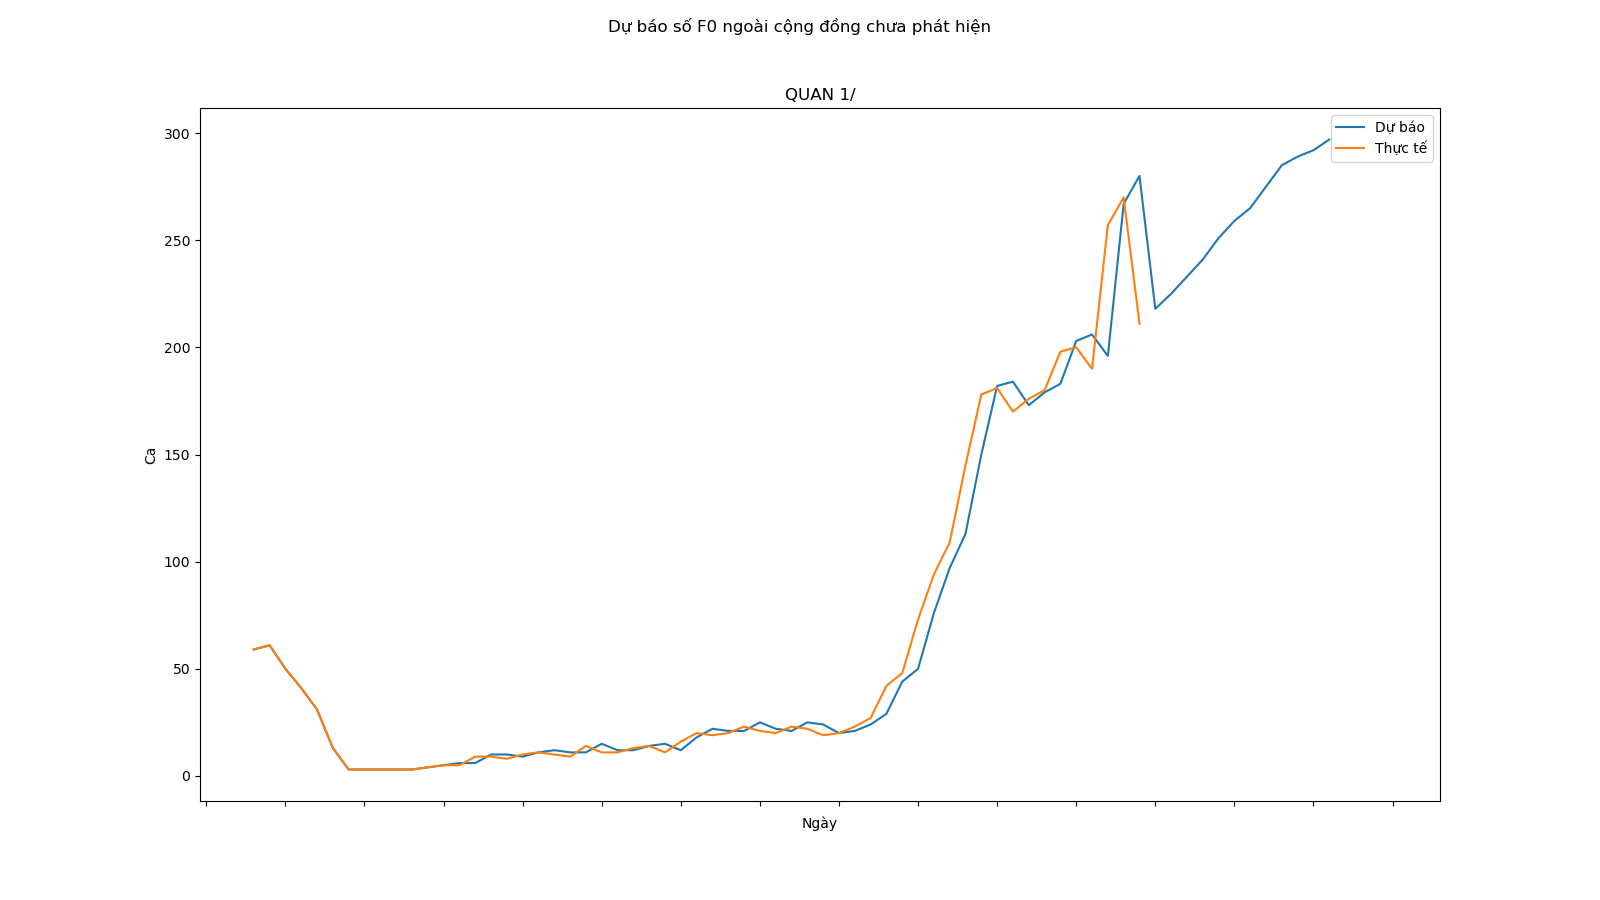 Dự báo số F0 ngoài cộng đồng chưa phát hiện
QUAN 1/
Dự báo
Thực tế
300
250
200
150
100
50
0
Ca
Ngày